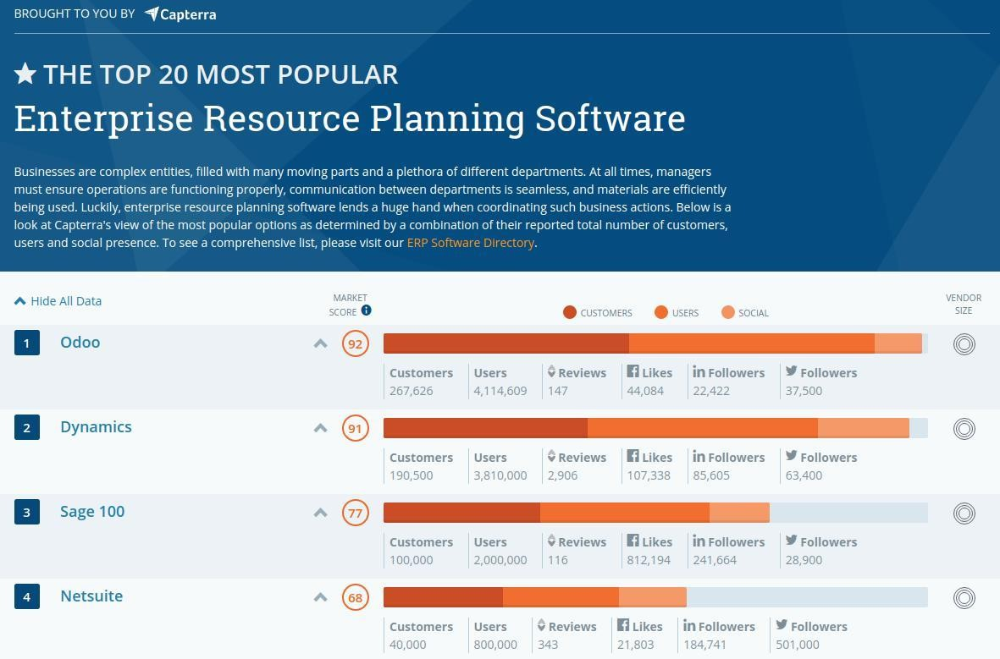 BROUGHT TO YOU BY Capterra
THE TOP 20 MOST POPULAR
Enterprise Resource Planning Software
Businesses are complex entities, filled with many moving parts and a plethora of different departments. At all times, managers
must ensure operations are functioning properly, communication between departments is seamless, and materials are efficiently
being used. Luckily, enterprise resource planning software lends a huge hand when coordinating such business actions. Below is a
look at Capterra's view of the most popular options as determined by a combination of their reported total number of customers,
users and social presence. To see a comprehensive list, please visit our ERP Software Directory.
Hide All Data
MARKET
SCORE
CUSTOMERS USERS SOCIAL
VENDOR
SIZE
1 Odoo 92
Customers Users Reviews Likes in Followers Followers
267,626 4,114,609 147 44,084 22,422 37,500
2 Dynamics 91
Customers Users Reviews Likes in Followers Followers
190,500 3,810,000 2,906 107,338 85,605 63,400
3 Sage 100 77
Customers Users Reviews Likes in Followers Followers
100,000 2,000,000 116 812,194 241,664 28,900
4 Netsuite 68
Customers Users Reviews Likes in Followers Followers
40,000 800,000 343 21,803 184,741 501,000